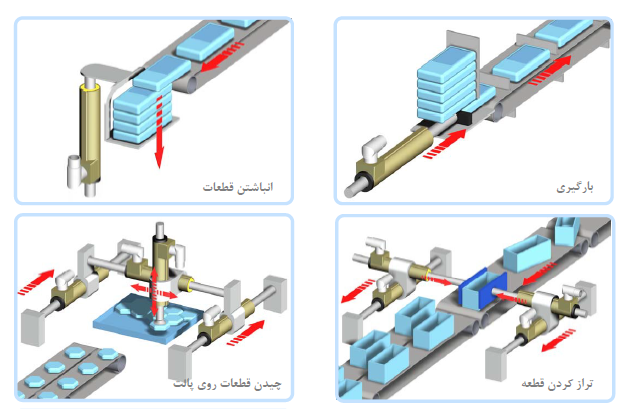 انباشتن قطعات
بارگیری
چیدن قطعات روی پالت
تراز کردن قطعه